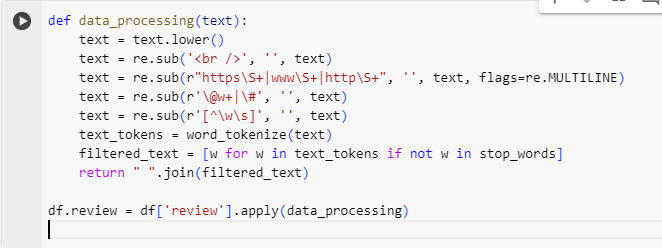 def data_processing(text):
    text = text.lower()
    text = re.sub('<br />', '', text)
    text = re.sub(r"https\S+|www\S+|http\S+", '', text, flags=re.MULTILINE)
    text = re.sub(r'\@w+|\#', '', text)
    text = re.sub(r'[^\w\s]', '', text)
    text_tokens = word_tokenize(text)
    filtered_text = [w for w in text_tokens if not w in stop_words]
    return " ".join(filtered_text)

df.review = df['review'].apply(data_processing)